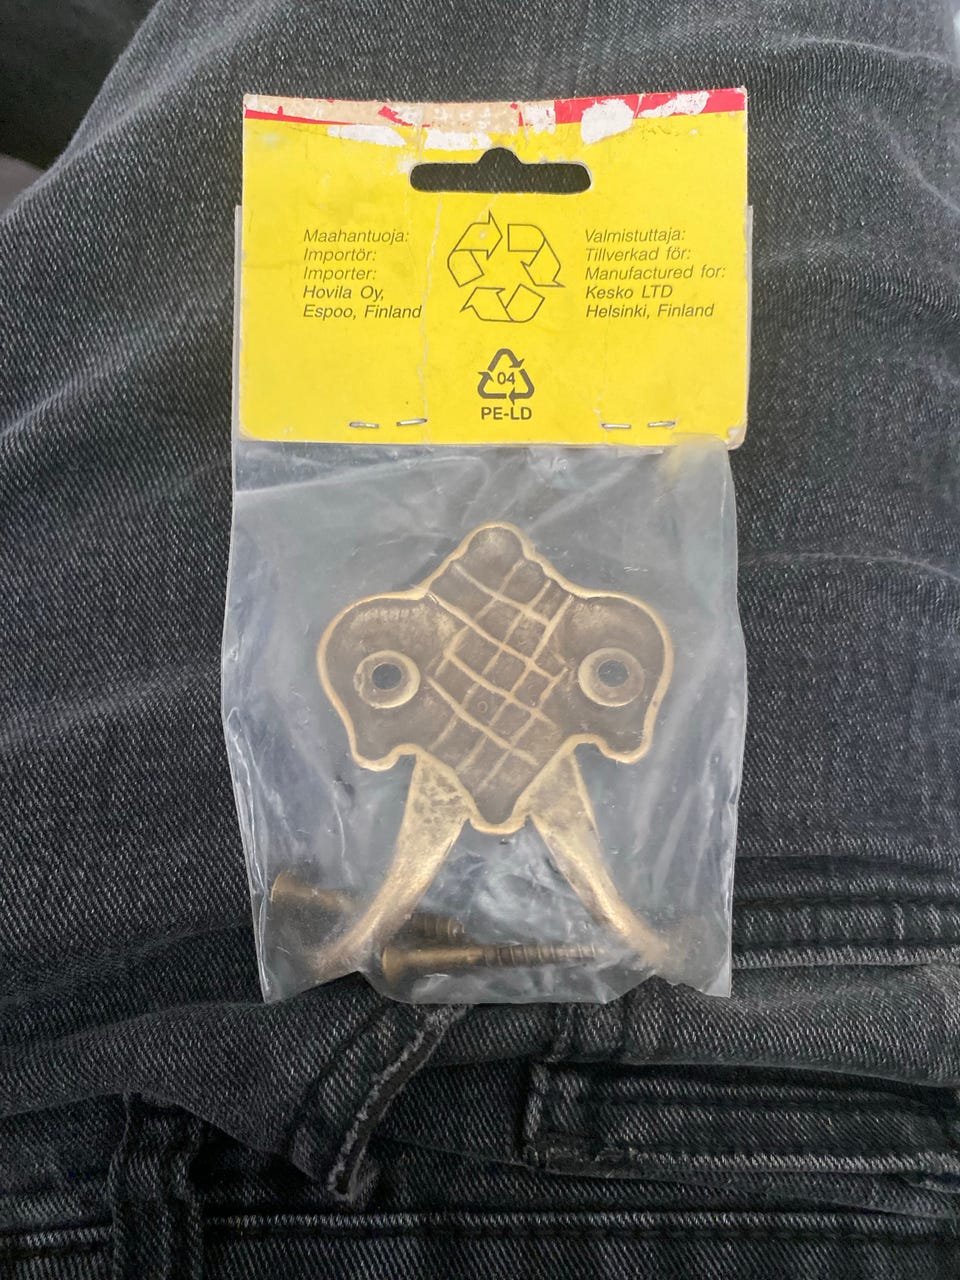 Maahantuoja:
Importör:
Importer:
Hovila Oy,
Espoo, Finland
Valmistuttaja:
Tillverkad för:
Manufactured for:
Kesko LTD
Helsinki, Finland
04
PE-LD